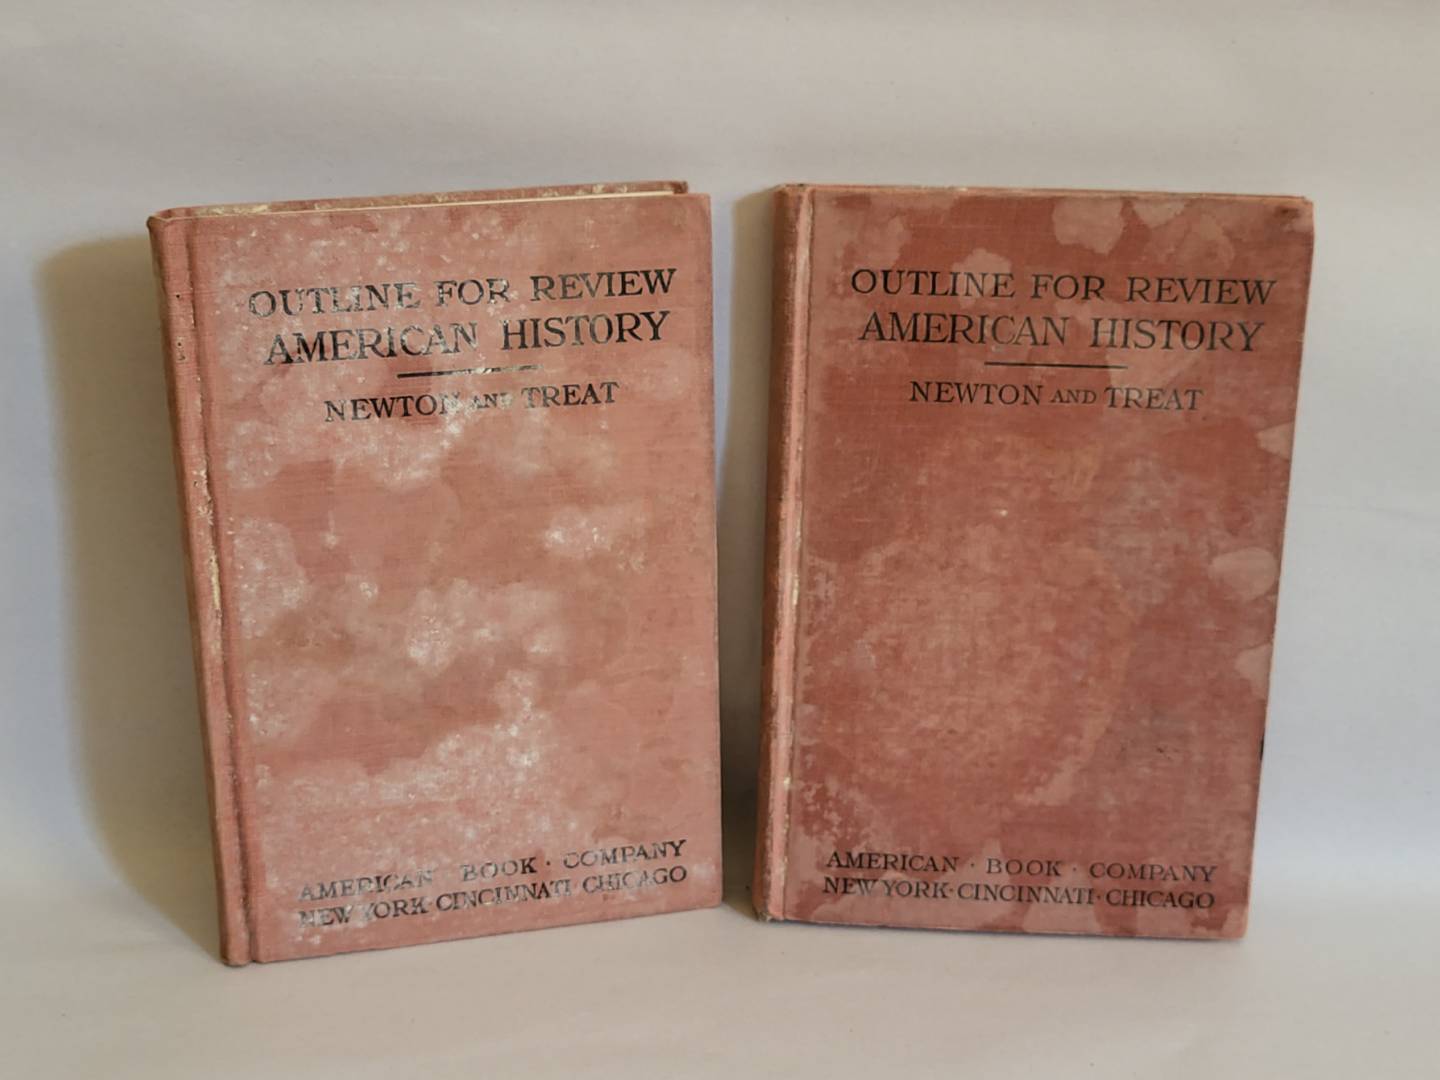 OUTLINE FOR REVIEW
AMERICAN HISTORY
NEWTON AND TREAT
AMERICAN BOOK · COMPANY
NEW YORK · CINCINNATI · CHICAGO
OUTLINE FOR REVIEW
AMERICAN HISTORY
NEWTON AND TREAT
AMERICAN · BOOK · COMPANY
NEW YORK · CINCINNATI · CHICAGO